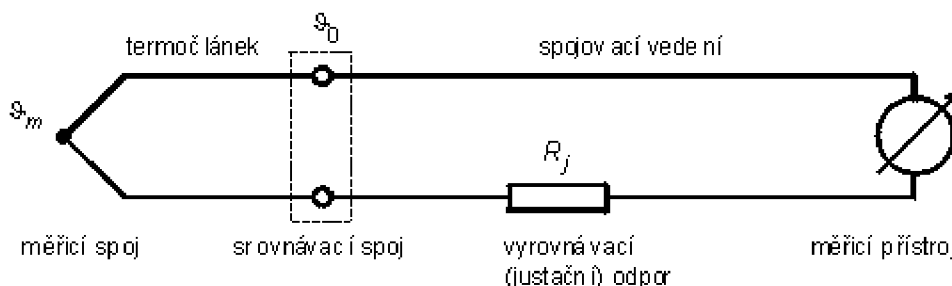 ϑ0
termočlánek
spojovací vedení
ϑm
Rj
měřicí spoj
srovnávací spoj
vyrovnávací
(justační) odpor
měřicí přístroj